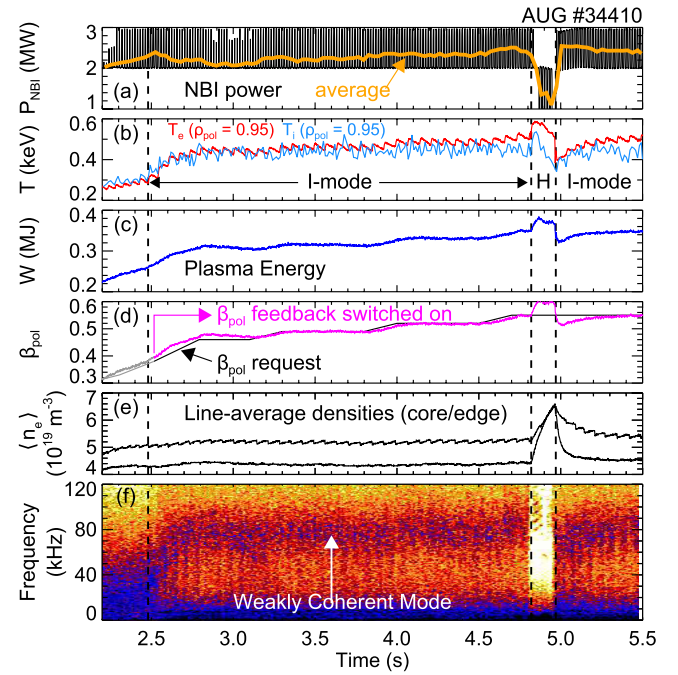 AUG #34410
P_NBI (MW)
3
2
1
(a)
NBI power
average
T (keV)
0.6
0.4
0.2
(b)
T_e (ρ_pol = 0.95) T_i (ρ_pol = 0.95)
I-mode
H
I-mode
W (MJ)
0.4
0.3
0.2
(c)
Plasma Energy
β_pol
0.6
0.5
0.4
0.3
(d)
β_pol feedback switched on
β_pol request
⟨n_e⟩
(10^19 m^-3)
7
6
5
4
(e)
Line-average densities (core/edge)
Frequency
(kHz)
120
80
40
0
(f)
Weakly Coherent Mode
2.5 3.0 3.5 4.0 4.5 5.0 5.5
Time (s)